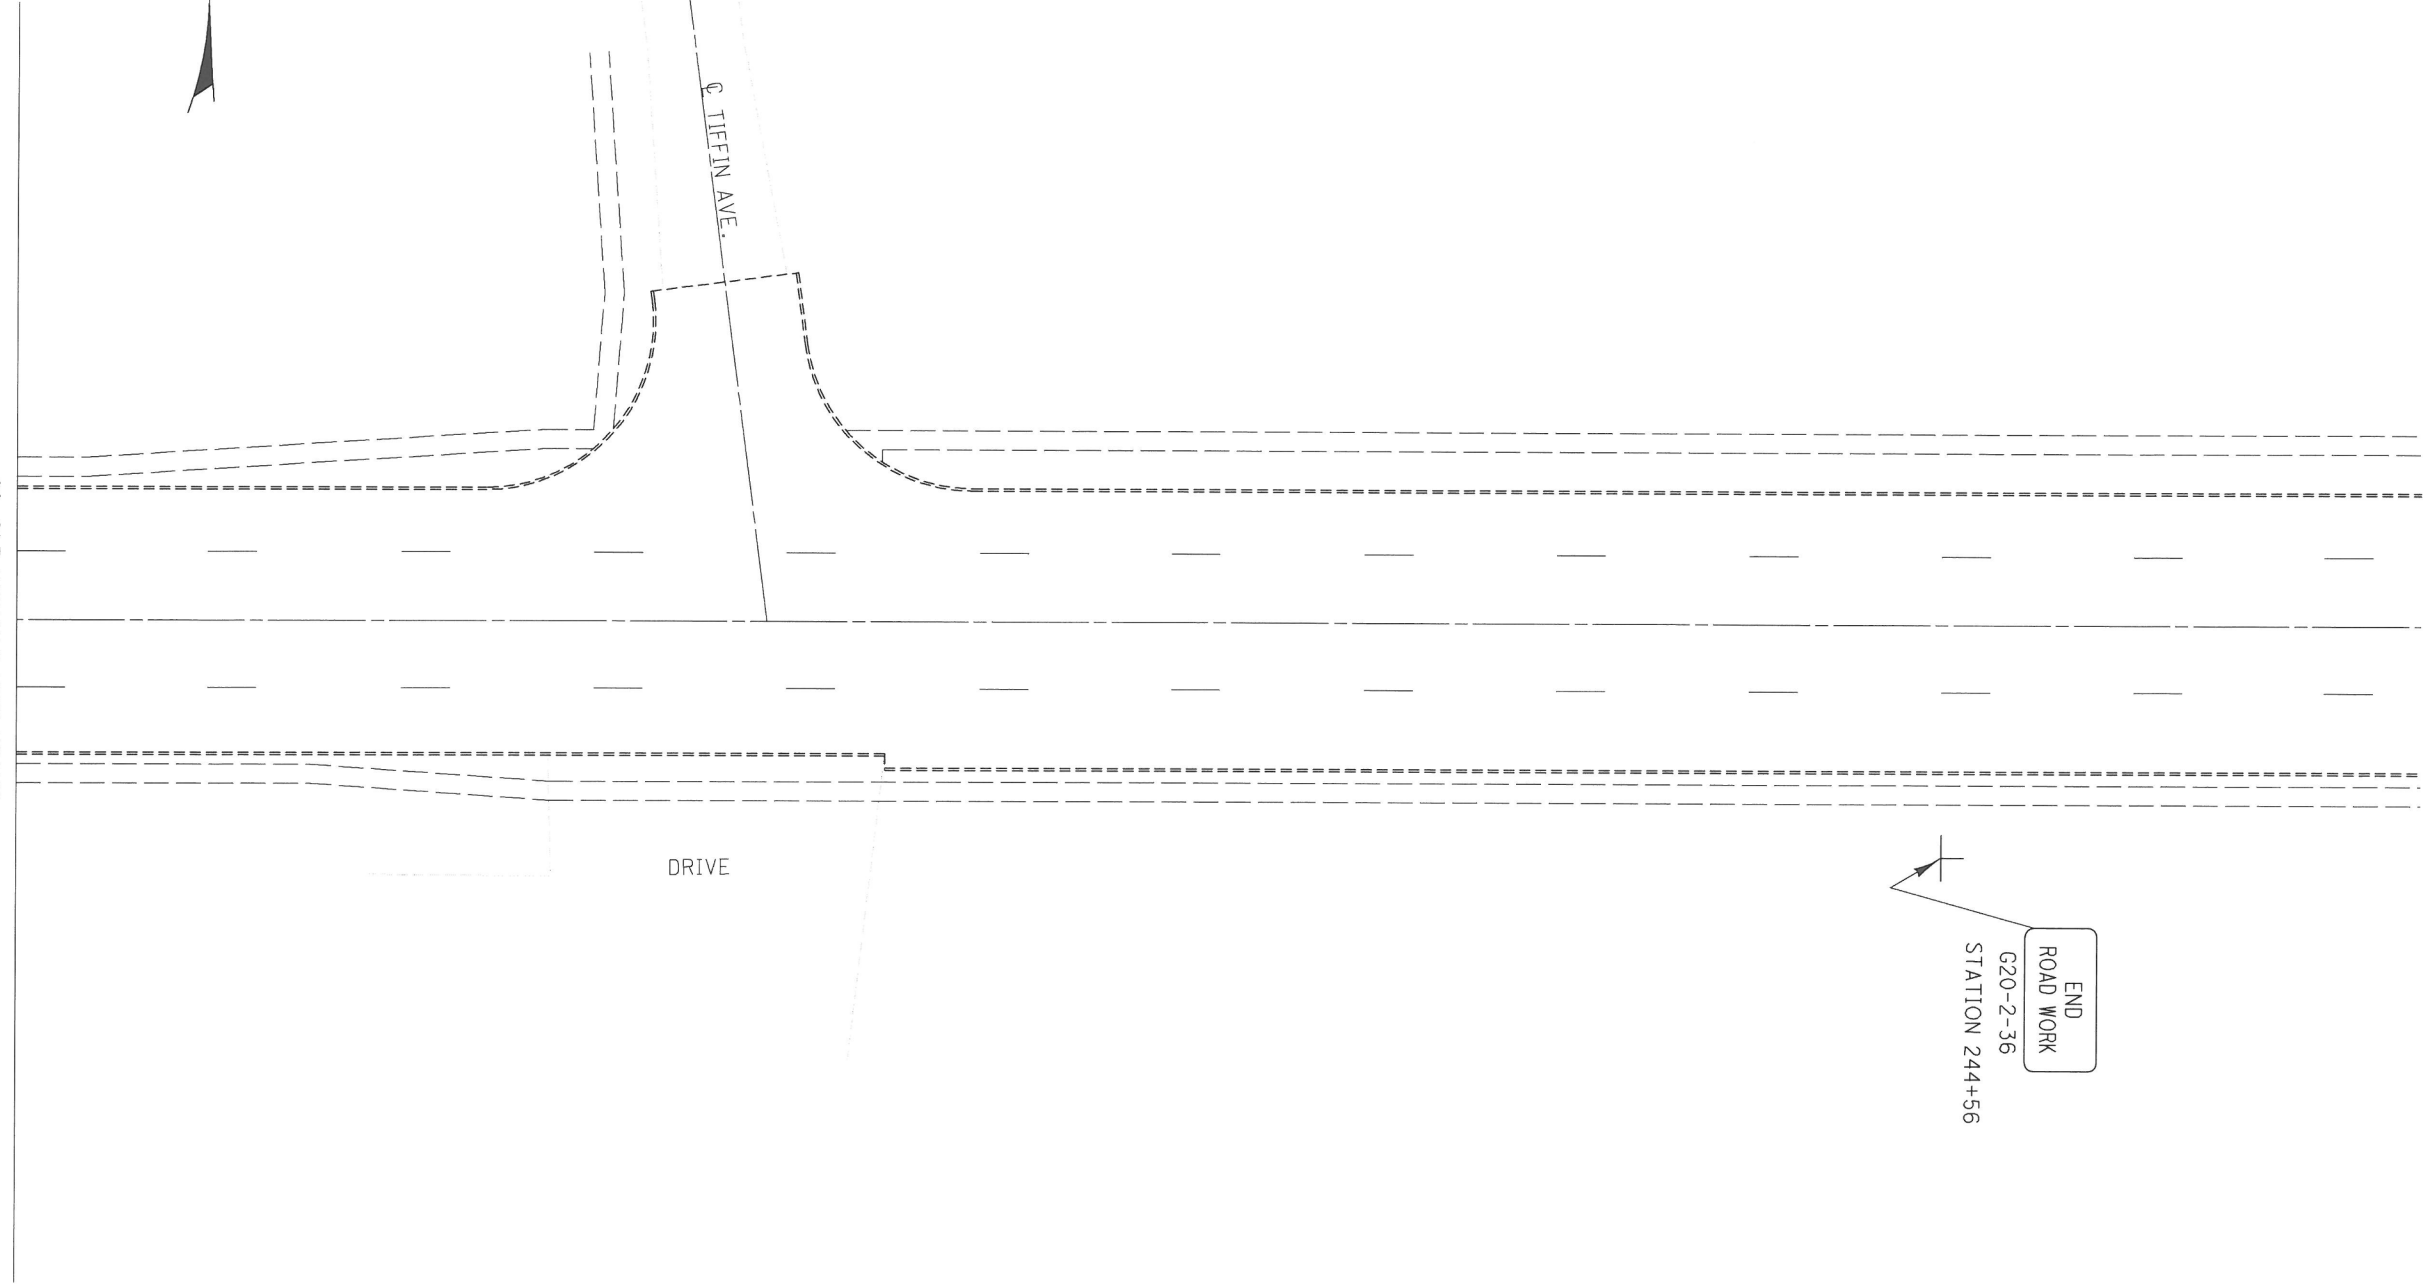 ℄ TIFFIN AVE.
DRIVE
END
ROAD WORK
G20-2-36
STATION 244+56